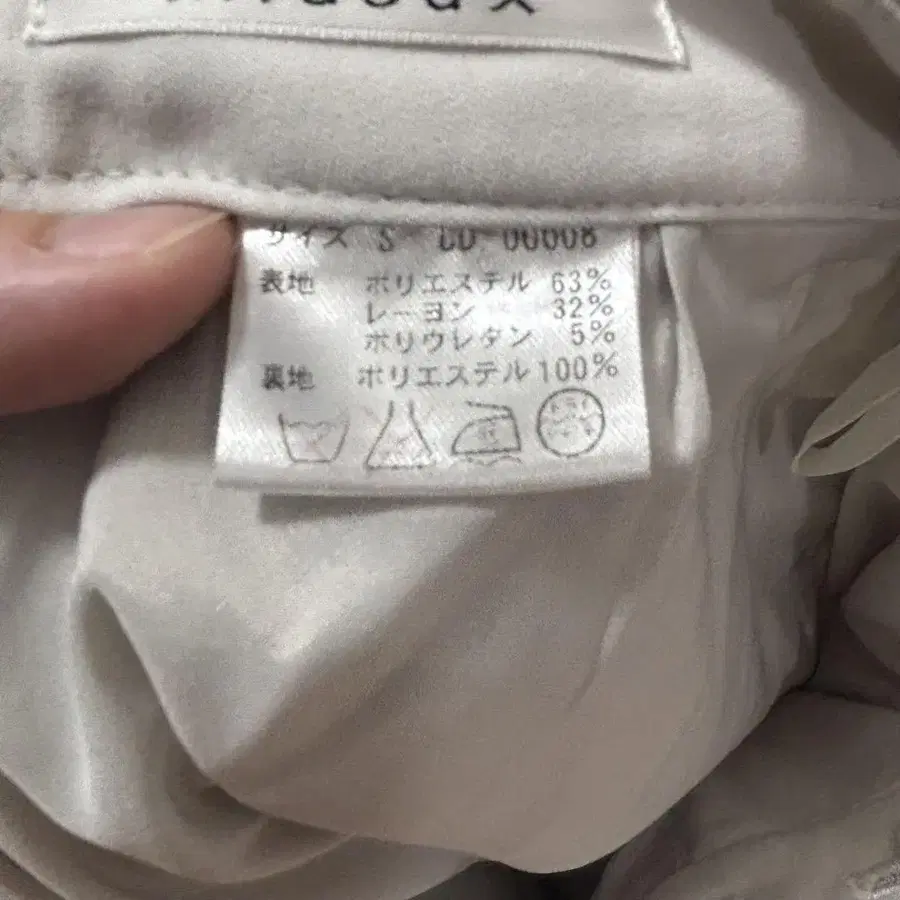 サイズ S DD 00008
表地 ポリエステル 63%
レーヨン 32%
ポリウレタン 5%
裏地 ポリエステル 100%